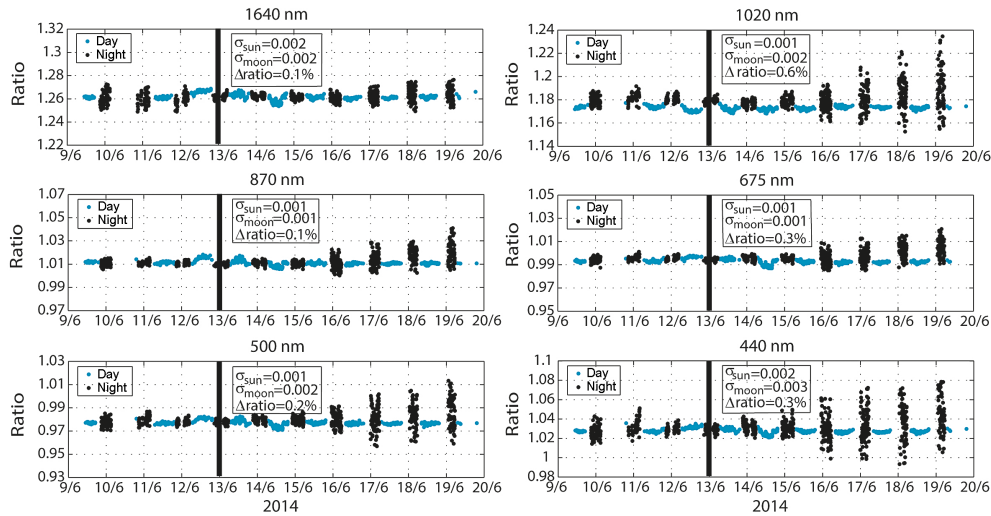 1640 nm
Ratio
1.32
1.3
1.28
1.26
1.24
1.22
Day
Night
σsun=0.002
σmoon=0.002
Δratio=0.1%
9/6 10/6 11/6 12/6 13/6 14/6 15/6 16/6 17/6 18/6 19/6 20/6
1020 nm
Ratio
1.24
1.22
1.2
1.18
1.16
1.14
Day
Night
σsun=0.001
σmoon=0.002
Δratio=0.6%
9/6 10/6 11/6 12/6 13/6 14/6 15/6 16/6 17/6 18/6 19/6 20/6
870 nm
Ratio
1.07
1.05
1.03
1.01
0.99
0.97
Day
Night
σsun=0.001
σmoon=0.001
Δratio=0.1%
9/6 10/6 11/6 12/6 13/6 14/6 15/6 16/6 17/6 18/6 19/6 20/6
675 nm
Ratio
1.05
1.03
1.01
0.99
0.97
0.95
Day
Night
σsun=0.001
σmoon=0.001
Δratio=0.3%
9/6 10/6 11/6 12/6 13/6 14/6 15/6 16/6 17/6 18/6 19/6 20/6
500 nm
Ratio
1.03
1.01
0.99
0.97
0.95
0.93
Day
Night
σsun=0.001
σmoon=0.002
Δratio=0.2%
9/6 10/6 11/6 12/6 13/6 14/6 15/6 16/6 17/6 18/6 19/6 20/6
2014
440 nm
Ratio
1.1
1.08
1.06
1.04
1.02
1
0.98
Day
Night
σsun=0.002
σmoon=0.003
Δratio=0.3%
9/6 10/6 11/6 12/6 13/6 14/6 15/6 16/6 17/6 18/6 19/6 20/6
2014